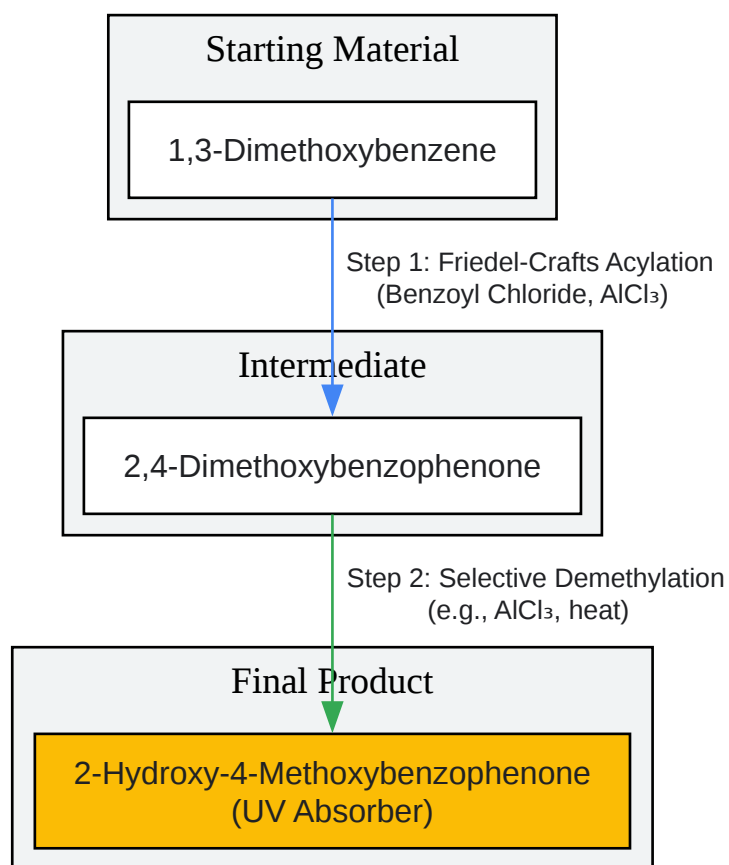 Starting Material
1,3-Dimethoxybenzene
Step 1: Friedel-Crafts Acylation
(Benzoyl Chloride, AlCl₃)
Intermediate
2,4-Dimethoxybenzophenone
Step 2: Selective Demethylation
(e.g., AlCl₃, heat)
Final Product
2-Hydroxy-4-Methoxybenzophenone
(UV Absorber)